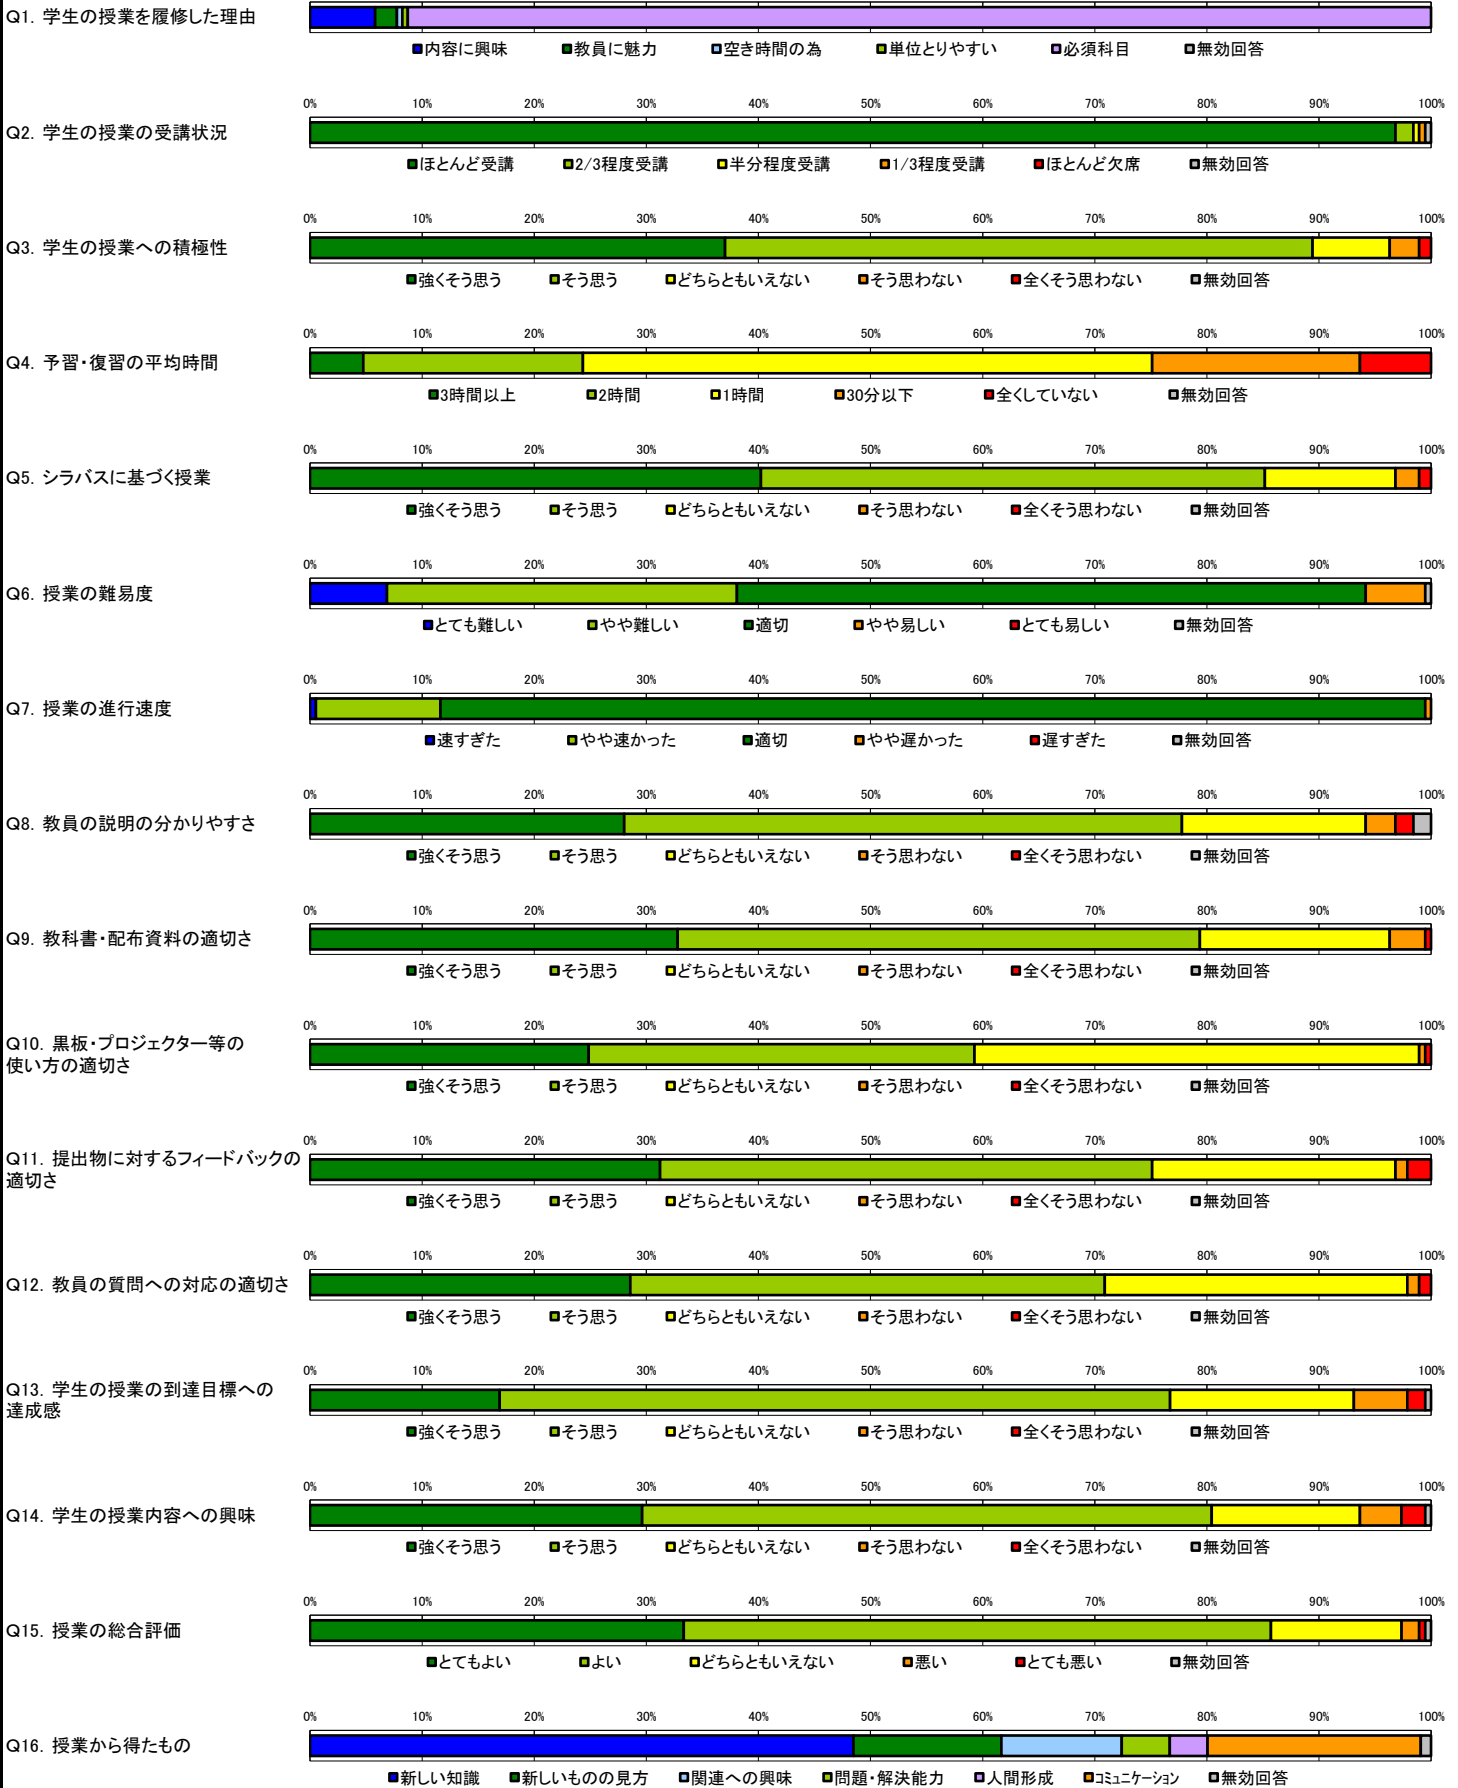 Q1. 学生の授業を履修した理由
内容に興味 教員に魅力 空き時間の為 単位とりやすい 必須科目 無効回答
0% 10% 20% 30% 40% 50% 60% 70% 80% 90% 100%
Q2. 学生の授業の受講状況
ほとんど受講 2/3程度受講 半分程度受講 1/3程度受講 ほとんど欠席 無効回答
0% 10% 20% 30% 40% 50% 60% 70% 80% 90% 100%
Q3. 学生の授業への積極性
強くそう思う そう思う どちらともいえない そう思わない 全くそう思わない 無効回答
0% 10% 20% 30% 40% 50% 60% 70% 80% 90% 100%
Q4. 予習・復習の平均時間
3時間以上 2時間 1時間 30分以下 全くしていない 無効回答
0% 10% 20% 30% 40% 50% 60% 70% 80% 90% 100%
Q5. シラバスに基づく授業
強くそう思う そう思う どちらともいえない そう思わない 全くそう思わない 無効回答
0% 10% 20% 30% 40% 50% 60% 70% 80% 90% 100%
Q6. 授業の難易度
とても難しい やや難しい 適切 やや易しい とても易しい 無効回答
0% 10% 20% 30% 40% 50% 60% 70% 80% 90% 100%
Q7. 授業の進行速度
速すぎた やや速かった 適切 やや遅かった 遅すぎた 無効回答
0% 10% 20% 30% 40% 50% 60% 70% 80% 90% 100%
Q8. 教員の説明の分かりやすさ
強くそう思う そう思う どちらともいえない そう思わない 全くそう思わない 無効回答
0% 10% 20% 30% 40% 50% 60% 70% 80% 90% 100%
Q9. 教科書・配布資料の適切さ
強くそう思う そう思う どちらともいえない そう思わない 全くそう思わない 無効回答
0% 10% 20% 30% 40% 50% 60% 70% 80% 90% 100%
Q10. 黒板・プロジェクター等の
使い方の適切さ
強くそう思う そう思う どちらともいえない そう思わない 全くそう思わない 無効回答
0% 10% 20% 30% 40% 50% 60% 70% 80% 90% 100%
Q11. 提出物に対するフィードバックの
適切さ
強くそう思う そう思う どちらともいえない そう思わない 全くそう思わない 無効回答
0% 10% 20% 30% 40% 50% 60% 70% 80% 90% 100%
Q12. 教員の質問への対応の適切さ
強くそう思う そう思う どちらともいえない そう思わない 全くそう思わない 無効回答
0% 10% 20% 30% 40% 50% 60% 70% 80% 90% 100%
Q13. 学生の授業の到達目標への
達成感
強くそう思う そう思う どちらともいえない そう思わない 全くそう思わない 無効回答
0% 10% 20% 30% 40% 50% 60% 70% 80% 90% 100%
Q14. 学生の授業内容への興味
強くそう思う そう思う どちらともいえない そう思わない 全くそう思わない 無効回答
0% 10% 20% 30% 40% 50% 60% 70% 80% 90% 100%
Q15. 授業の総合評価
とてもよい よい どちらともいえない 悪い とても悪い 無効回答
0% 10% 20% 30% 40% 50% 60% 70% 80% 90% 100%
Q16. 授業から得たもの
新しい知識 新しいものの見方 関連への興味 問題・解決能力 人間形成 コミュニケーション 無効回答